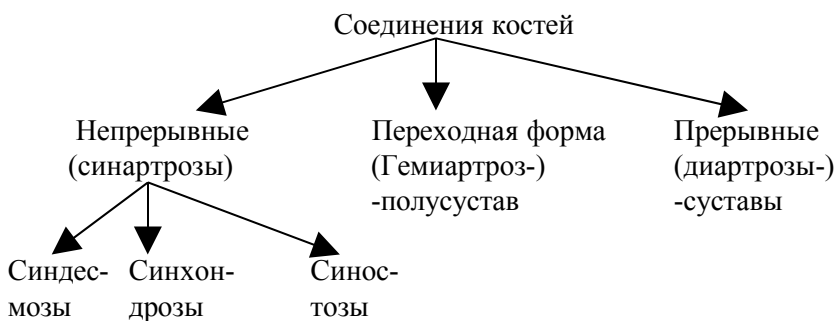 Соединения костей
Непрерывные
(синартрозы)
Переходная форма
(Гемиартроз-)
-полусустав
Прерывные
(диартрозы-)
-суставы
Синдес-
мозы
Синхон-
дрозы
Синос-
тозы